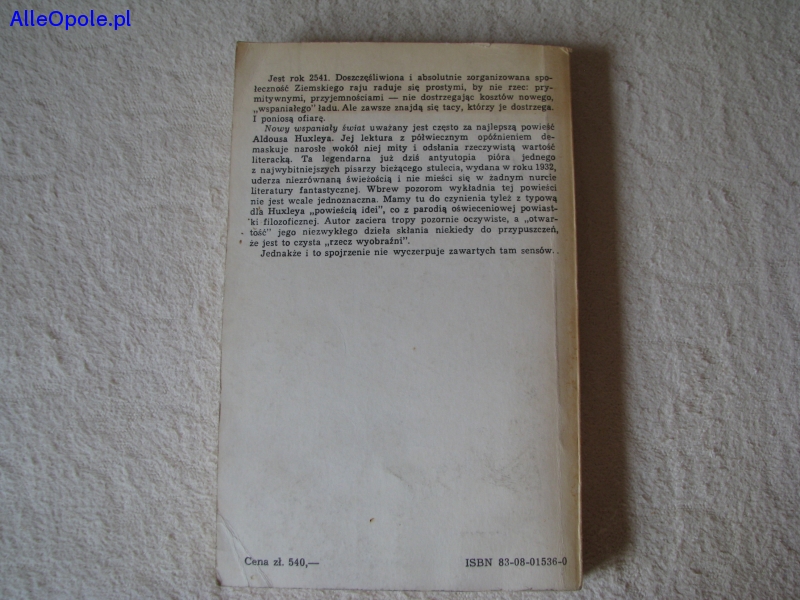 AlleOpole.pl
Jest rok 2541. Doszczęśliwiona i absolutnie zorganizowana spo-
łeczność Ziemskiego raju raduje się prostymi, by nie rzec: pry-
mitywnymi, przyjemnościami — nie dostrzegając kosztów nowego,
„wspaniałego" ładu. Ale zawsze znajdą się tacy, którzy je dostrzegą.
I poniosą ofiarę.
Nowy wspaniały świat uważany jest często za najlepszą powieść
Aldousa Huxleya. Jej lektura z półwiecznym opóźnieniem de-
maskuje narosłe wokół niej mity i odsłania rzeczywistą wartość
literacką. Ta legendarna już dziś antyutopia pióra jednego
z najwybitniejszych pisarzy bieżącego stulecia, wydana w roku 1932,
uderza niezrównaną świeżością i nie mieści się w żadnym nurcie
literatury fantastycznej. Wbrew pozorom wykładnia tej powieści
nie jest wcale jednoznaczna. Mamy tu do czynienia tyleż z typową
dla Huxleya „powieścią idei", co z parodią oświeceniowej powiast-
ki filozoficznej. Autor zaciera tropy pozornie oczywiste, a „otwar-
tość" jego niezwykłego dzieła skłania niekiedy do przypuszczeń,
że jest to czysta „rzecz wyobraźni".
Jednakże i to spojrzenie nie wyczerpuje zawartych tam sensów..
Cena zł. 540,—
ISBN 83-08-01536-0